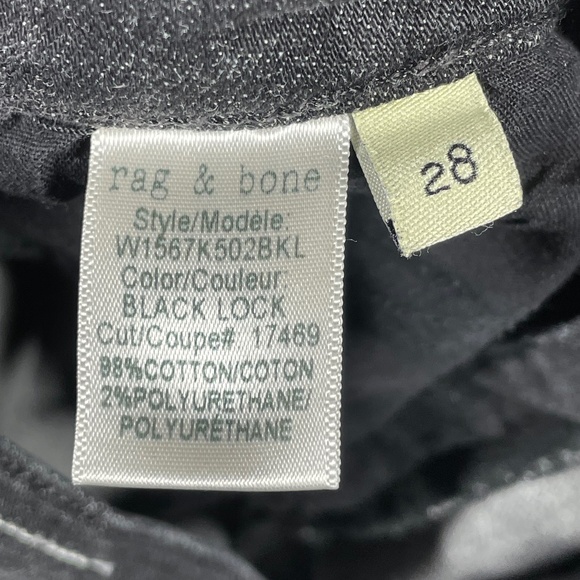 rag & bone
Style/Modèle:
W1567K502BKL
Color/Couleur:
BLACK LOCK
Cut/Coupe# 17469
98%COTTON/COTON
2%POLYURETHANE/
POLYURÉTHANE
28